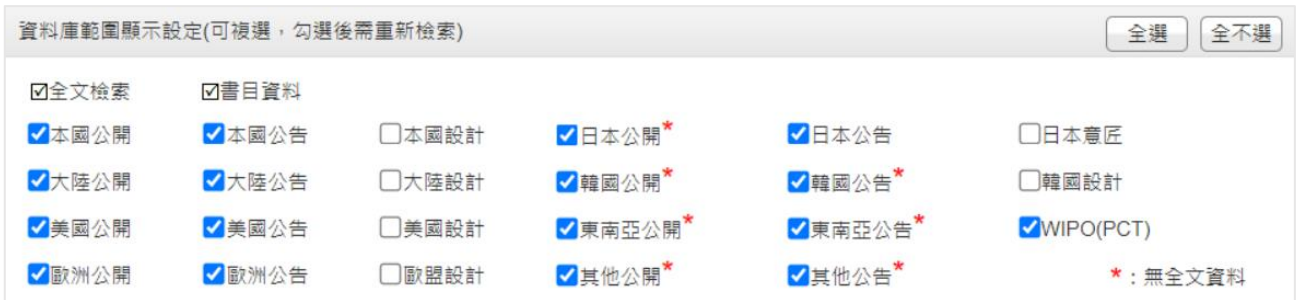 資料庫範圍顯示設定(可複選，勾選後需重新檢索) 全選 全不選
全文檢索 書目資料
本國公開 本國公告 本國設計 日本公開* 日本公告 日本意匠
大陸公開 大陸公告 大陸設計 韓國公開* 韓國公告* 韓國設計
美國公開 美國公告 美國設計 東南亞公開* 東南亞公告* WIPO(PCT)
歐洲公開 歐洲公告 歐盟設計 其他公開* 其他公告* *：無全文資料